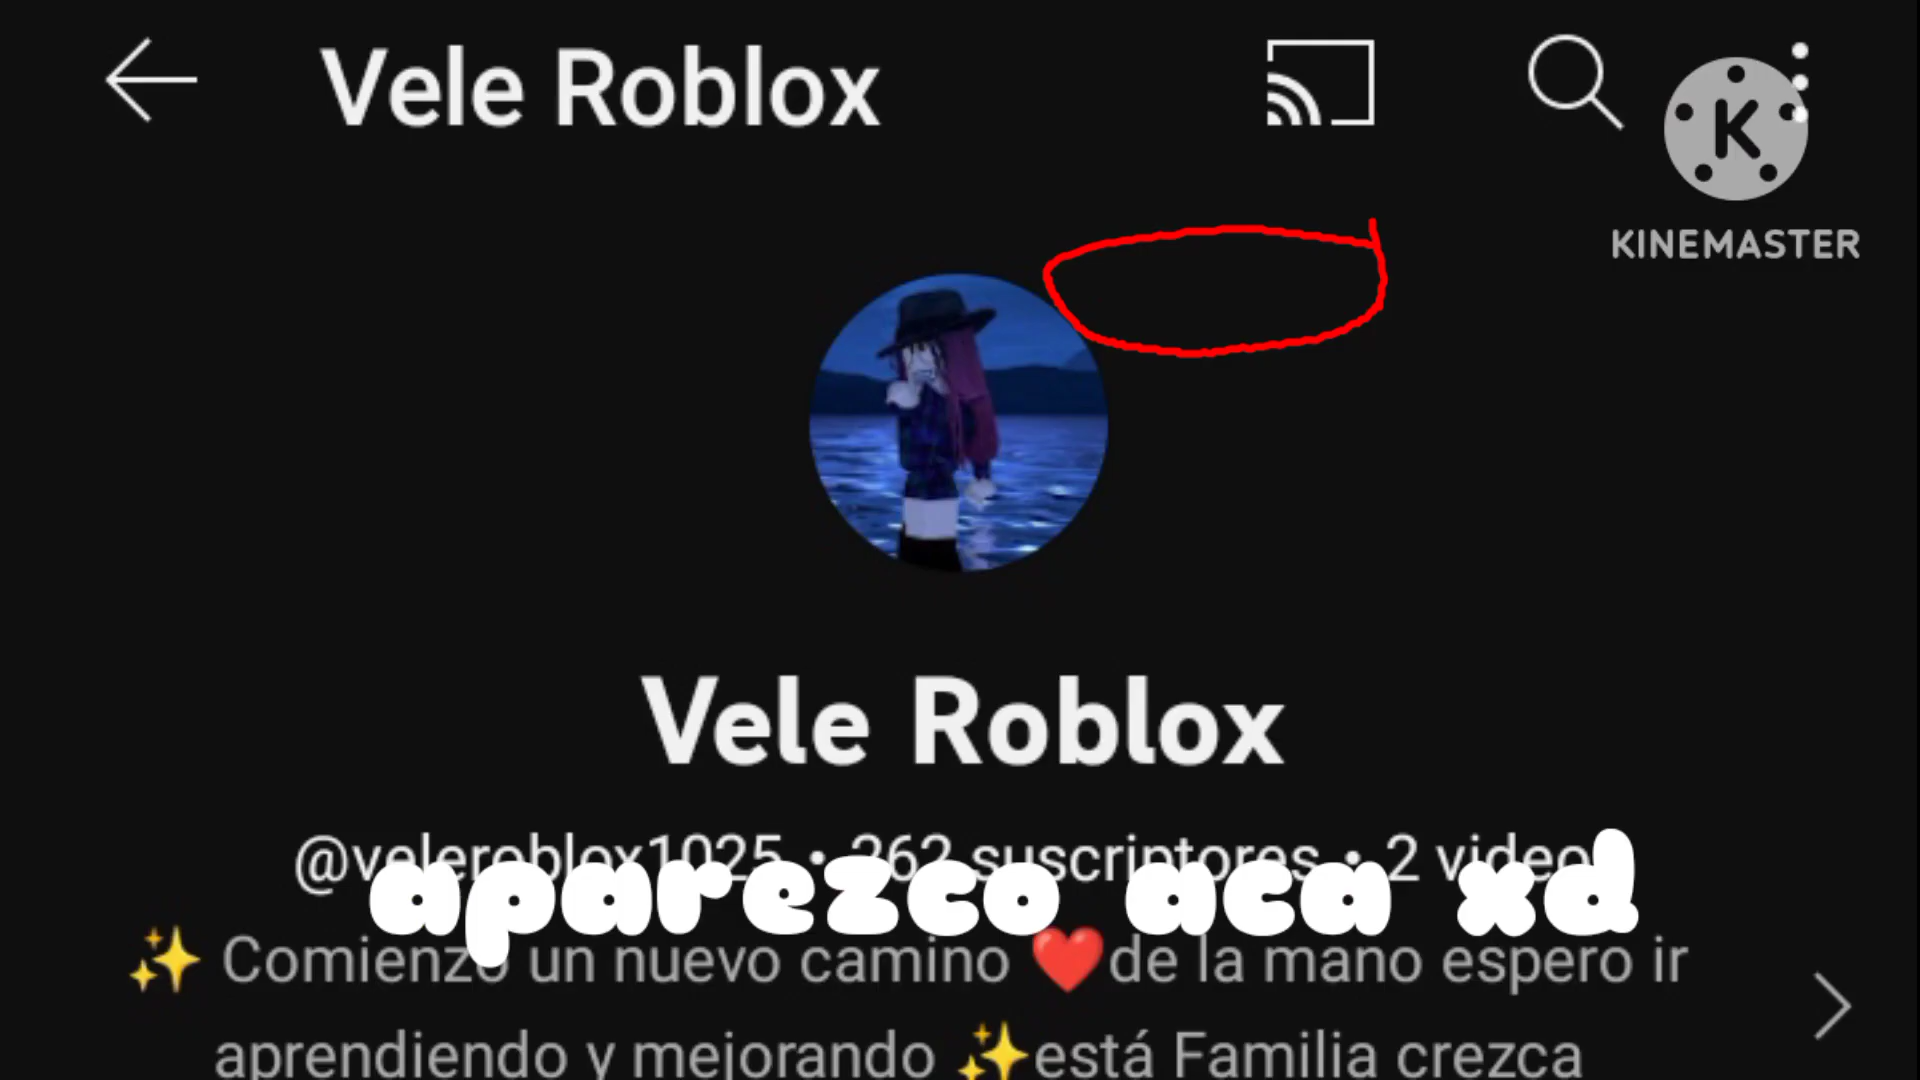 Vele Roblox
K
KINEMASTER
Vele Roblox
@veleroblox1025 • 262 suscriptores • 2 video
aparezco aca xd
✨ Comienzo un nuevo camino ❤️de la mano espero ir
aprendiendo y mejorando ✨está Familia crezca